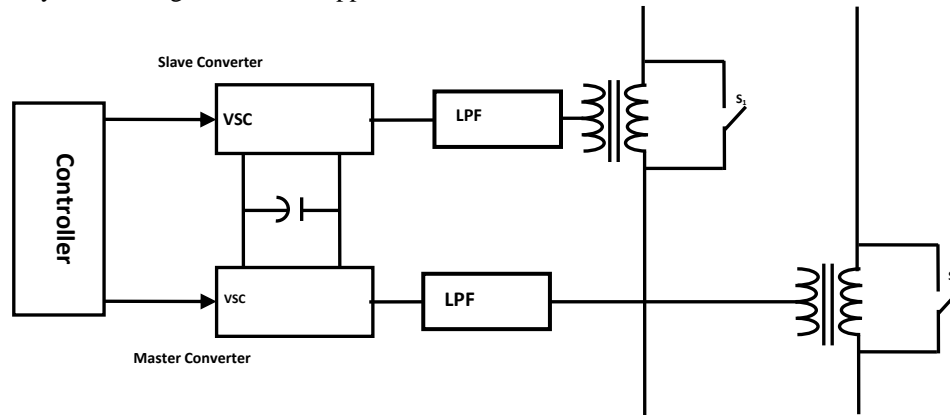 Slave Converter
VSC
LPF
S₁
Controller
VSC
LPF
S
Master Converter